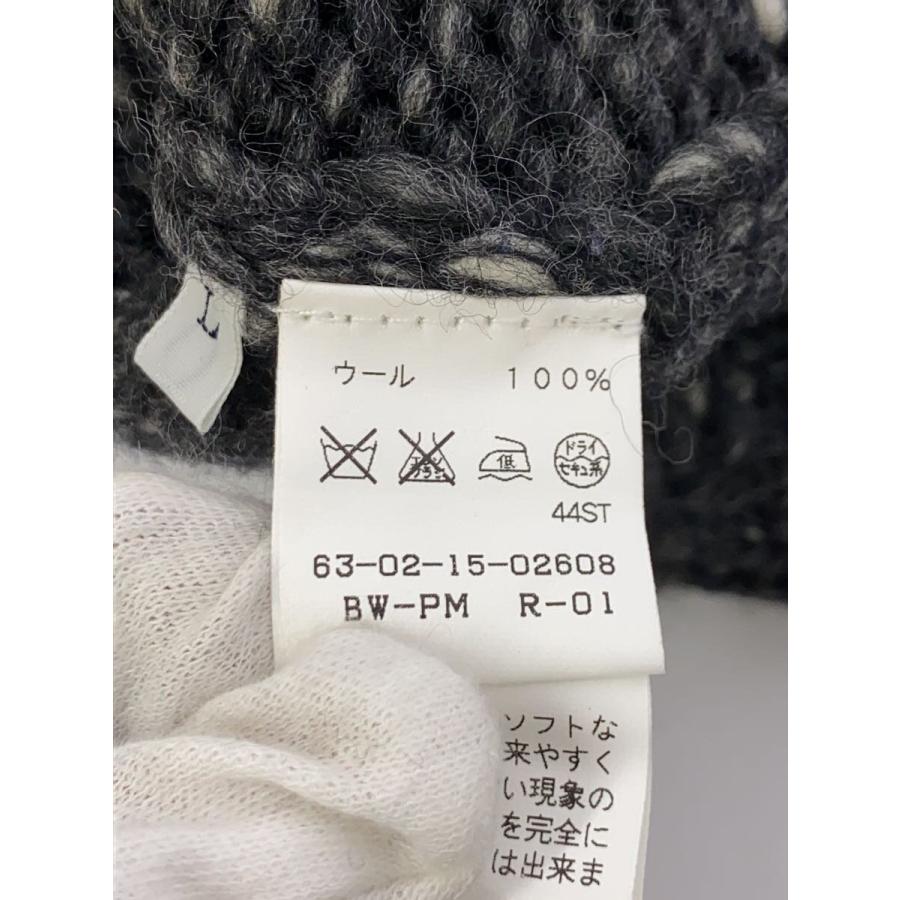 L
ウール 100%
低
ドライ
セキュ系
44ST
63-02-15-02608
BW-PM R-01
ソフトな
来やすく
い現象の
を完全に
は出来ま